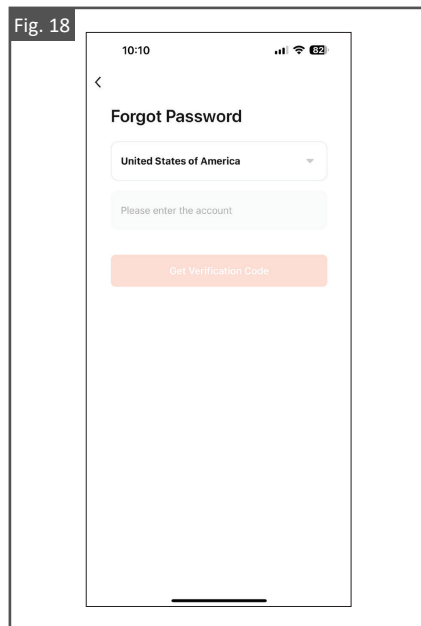 Fig. 18
10:10
82
Forgot Password
United States of America
Please enter the account
Get Verification Code